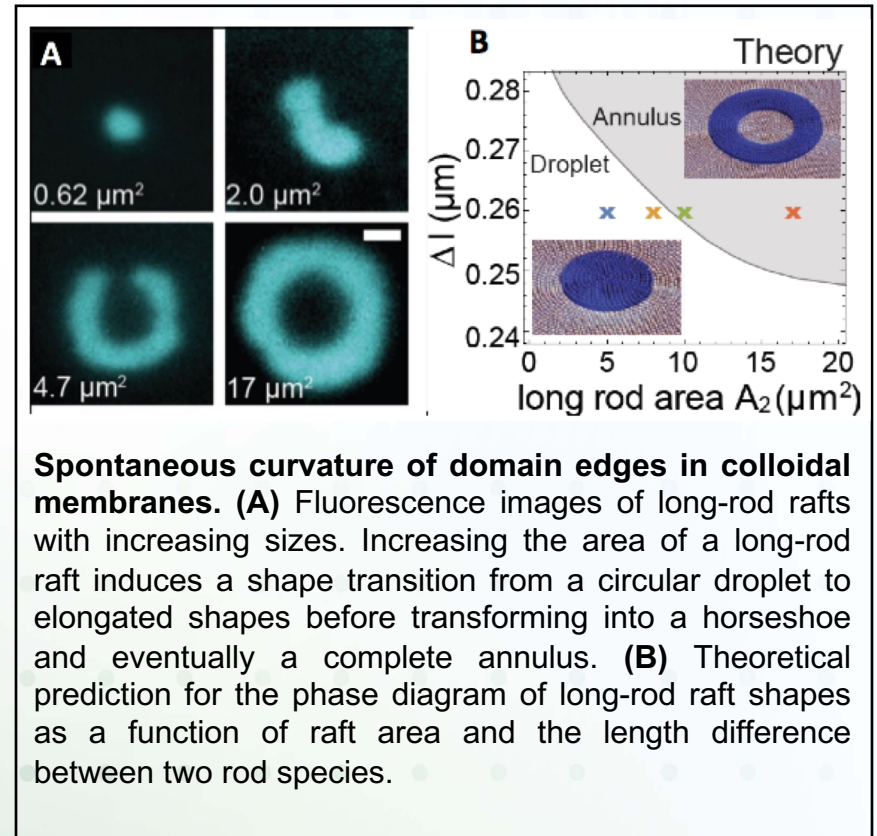 A
0.62 µm²
2.0 µm²
4.7 µm²
17 µm²
B
Theory
Δ l (µm)
0.28
0.27
0.26
0.25
0.24
Annulus
Droplet
x x x x
0 5 10 15 20
long rod area A₂ (µm²)
Spontaneous curvature of domain edges in colloidal
membranes. (A) Fluorescence images of long-rod rafts
with increasing sizes. Increasing the area of a long-rod
raft induces a shape transition from a circular droplet to
elongated shapes before transforming into a horseshoe
and eventually a complete annulus. (B) Theoretical
prediction for the phase diagram of long-rod raft shapes
as a function of raft area and the length difference
between two rod species.